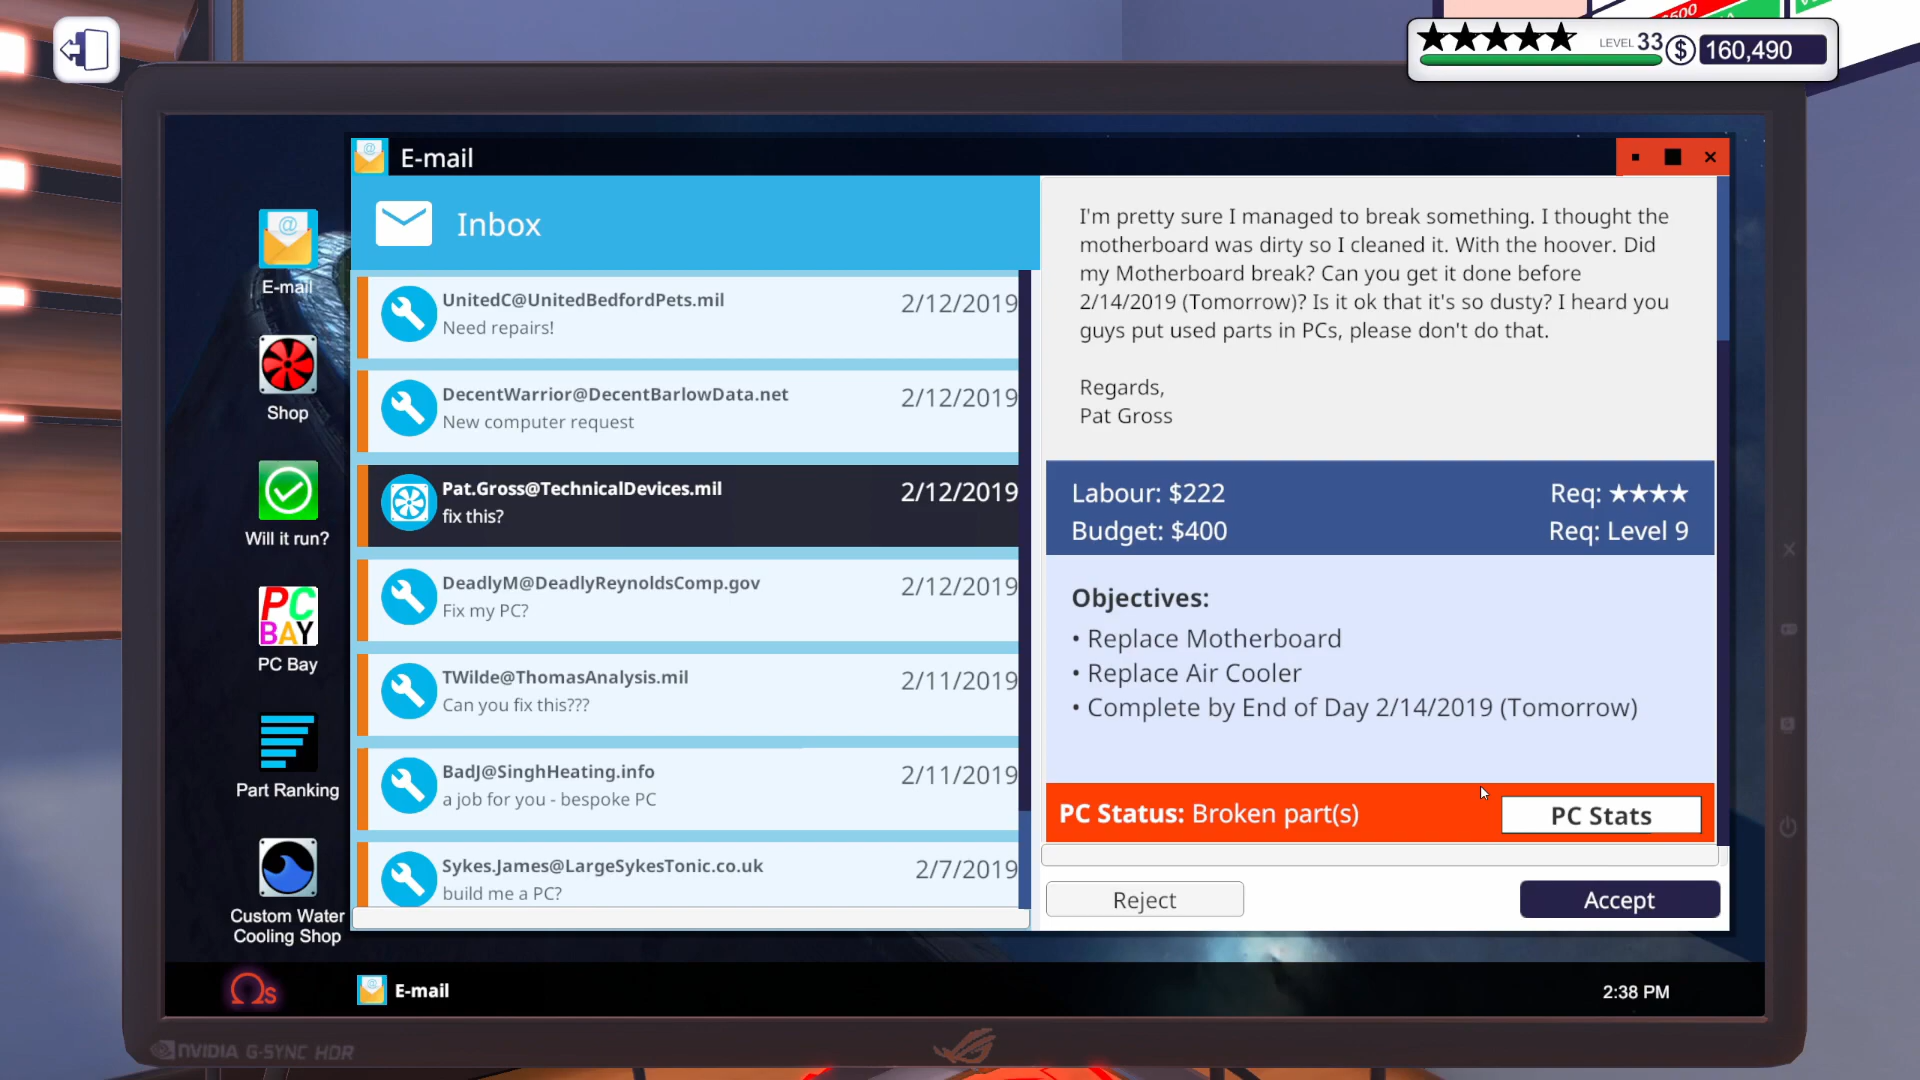 LEVEL 33
$ 160,490
E-mail
Inbox
UnitedC@UnitedBedfordPets.mil
2/12/2019
Need repairs!
DecentWarrior@DecentBarlowData.net
2/12/2019
New computer request
Pat.Gross@TechnicalDevices.mil
2/12/2019
fix this?
DeadlyM@DeadlyReynoldsComp.gov
2/12/2019
Fix my PC?
TWilde@ThomasAnalysis.mil
2/11/2019
Can you fix this???
BadJ@SinghHeating.info
2/11/2019
a job for you - bespoke PC
Sykes.James@LargeSykesTonic.co.uk
2/7/2019
build me a PC?
I'm pretty sure I managed to break something. I thought the
motherboard was dirty so I cleaned it. With the hoover. Did
my Motherboard break? Can you get it done before
2/14/2019 (Tomorrow)? Is it ok that it's so dusty? I heard you
guys put used parts in PCs, please don't do that.
Regards,
Pat Gross
Labour: $222
Req: ★★★★
Budget: $400
Req: Level 9
Objectives:
• Replace Motherboard
• Replace Air Cooler
• Complete by End of Day 2/14/2019 (Tomorrow)
PC Status: Broken part(s)
PC Stats
Reject
Accept
E-mail
Shop
Will it run?
PC
BAY
PC Bay
Part Ranking
Custom Water
Cooling Shop
Ωs
E-mail
2:38 PM
NVIDIA G-SYNC HDR